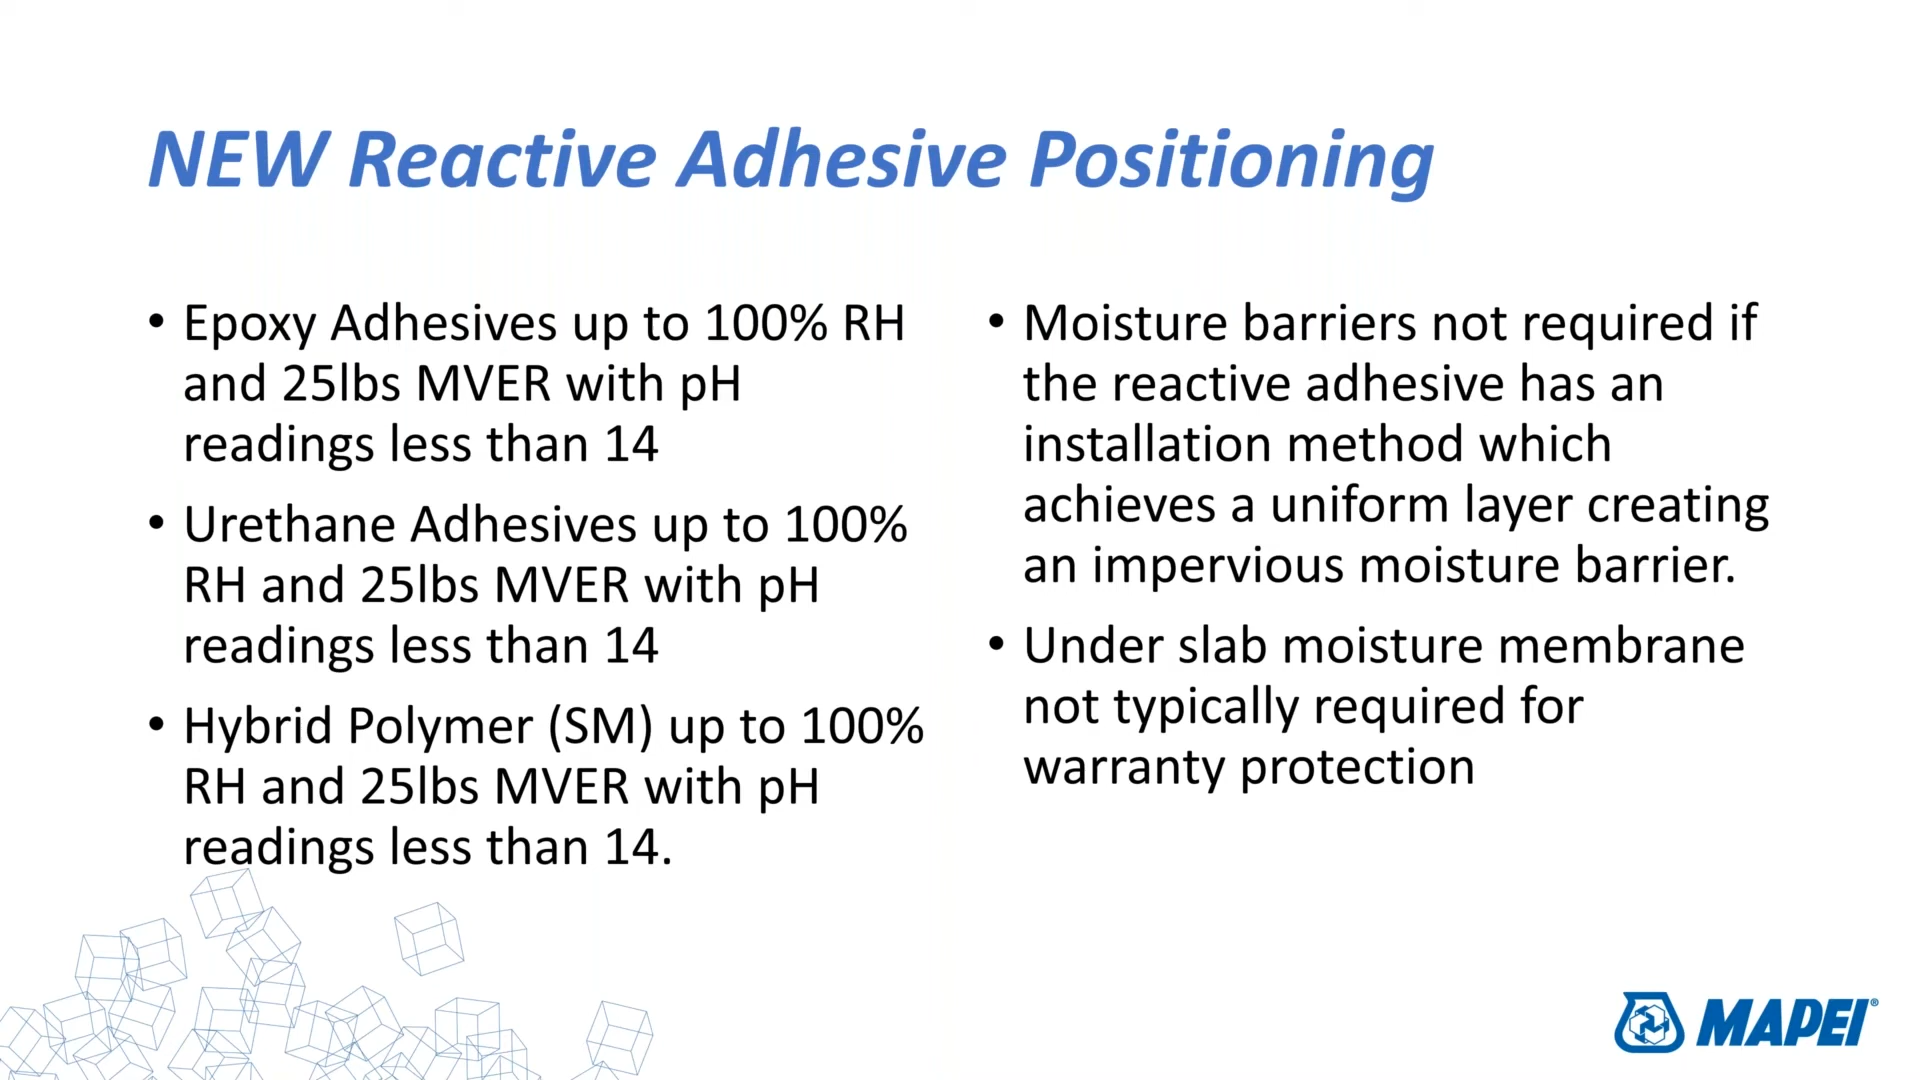 NEW Reactive Adhesive Positioning
• Epoxy Adhesives up to 100% RH
and 25lbs MVER with pH
readings less than 14
• Urethane Adhesives up to 100%
RH and 25lbs MVER with pH
readings less than 14
• Hybrid Polymer (SM) up to 100%
RH and 25lbs MVER with pH
readings less than 14.
• Moisture barriers not required if
the reactive adhesive has an
installation method which
achieves a uniform layer creating
an impervious moisture barrier.
• Under slab moisture membrane
not typically required for
warranty protection
MAPEI®